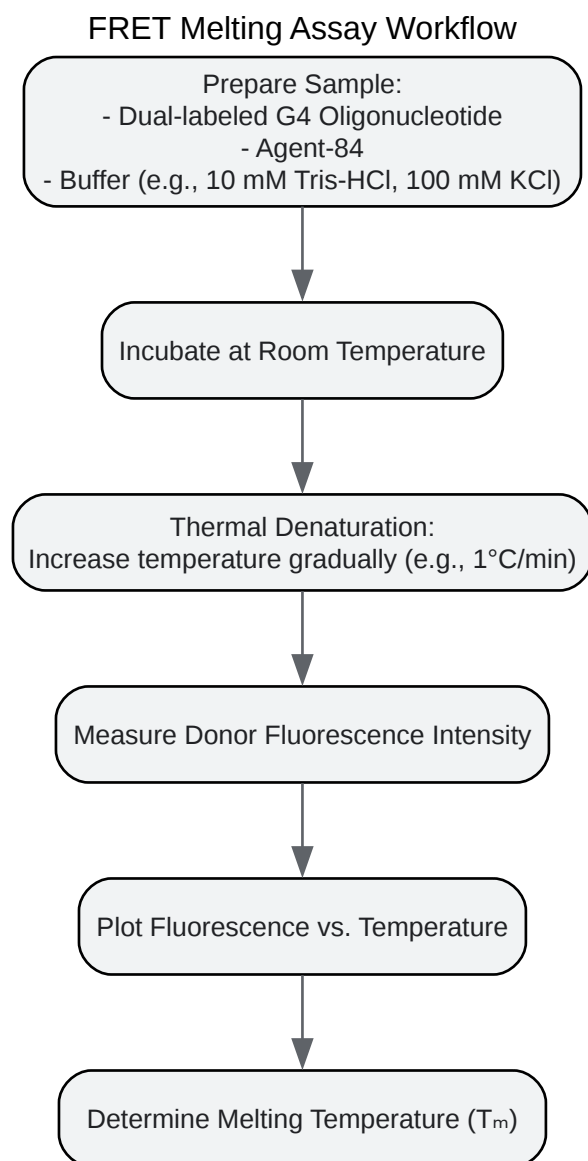 FRET Melting Assay Workflow
Prepare Sample:
- Dual-labeled G4 Oligonucleotide
- Agent-84
- Buffer (e.g., 10 mM Tris-HCl, 100 mM KCl)
Incubate at Room Temperature
Thermal Denaturation:
Increase temperature gradually (e.g., 1°C/min)
Measure Donor Fluorescence Intensity
Plot Fluorescence vs. Temperature
Determine Melting Temperature (Tₘ)